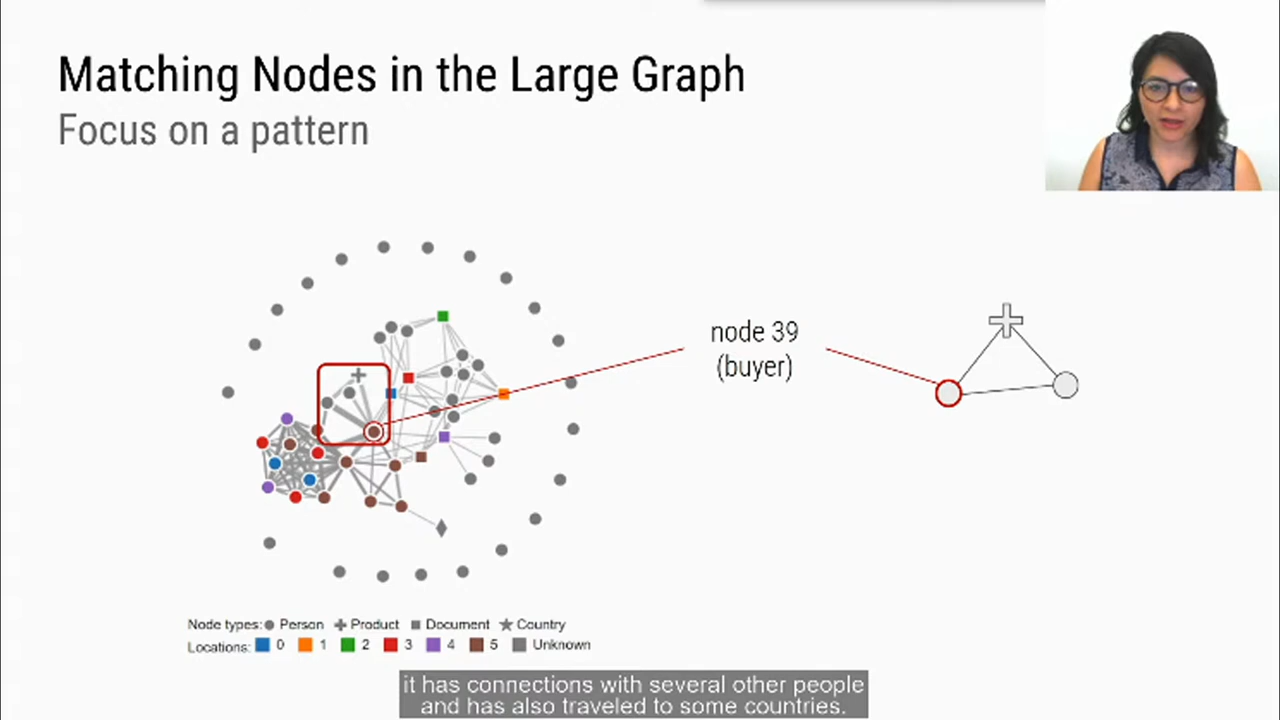 Matching Nodes in the Large Graph
Focus on a pattern
node 39
(buyer)
Node types: Person Product Document Country
Locations: 0 1 2 3 4 5 Unknown
it has connections with several other people
and has also traveled to some countries.